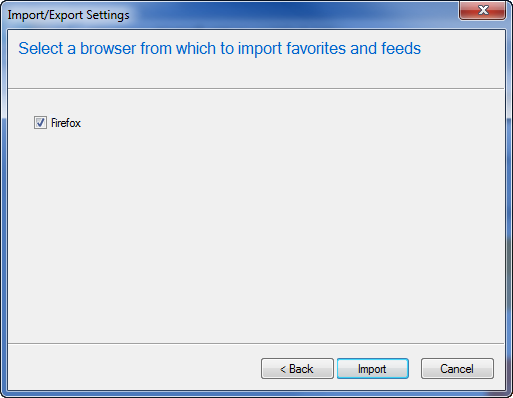 Import/Export Settings
Select a browser from which to import favorites and feeds
Firefox
< Back
Import
Cancel